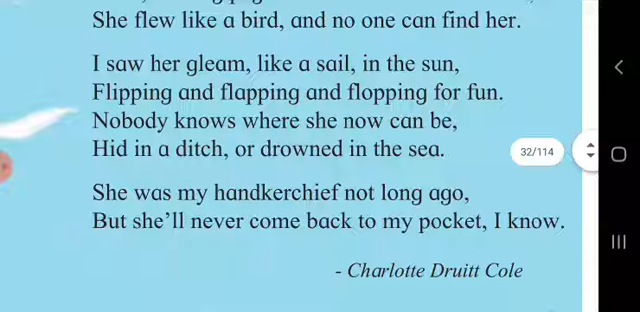 She flew like a bird, and no one can find her.
I saw her gleam, like a sail, in the sun,
Flipping and flapping and flopping for fun.
Nobody knows where she now can be,
Hid in a ditch, or drowned in the sea.
32/114
She was my handkerchief not long ago,
But she'll never come back to my pocket, I know.
- Charlotte Druitt Cole